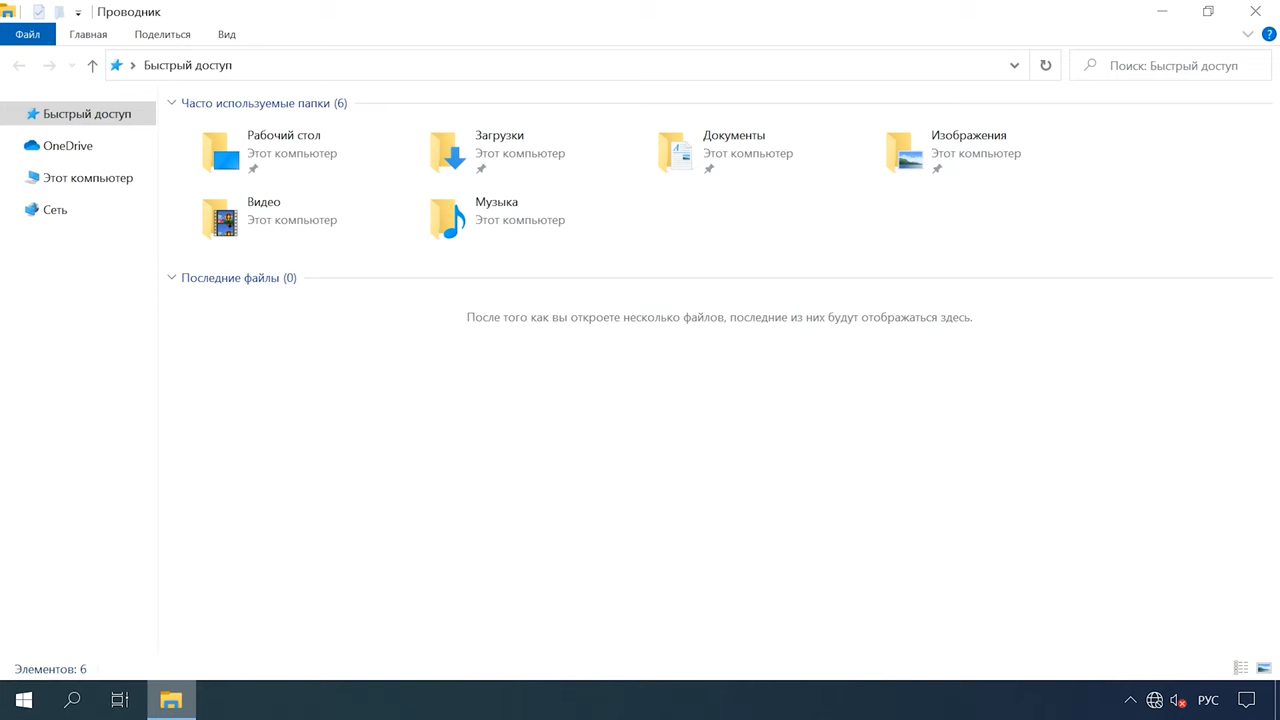 Проводник
Файл Главная Поделиться Вид
Быстрый доступ Поиск: Быстрый доступ
Быстрый доступ
OneDrive
Этот компьютер
Сеть
Часто используемые папки (6)
Рабочий стол
Этот компьютер
Загрузки
Этот компьютер
Документы
Этот компьютер
Изображения
Этот компьютер
Видео
Этот компьютер
Музыка
Этот компьютер
Последние файлы (0)
После того как вы откроете несколько файлов, последние из них будут отображаться здесь.
Элементов: 6
РУС